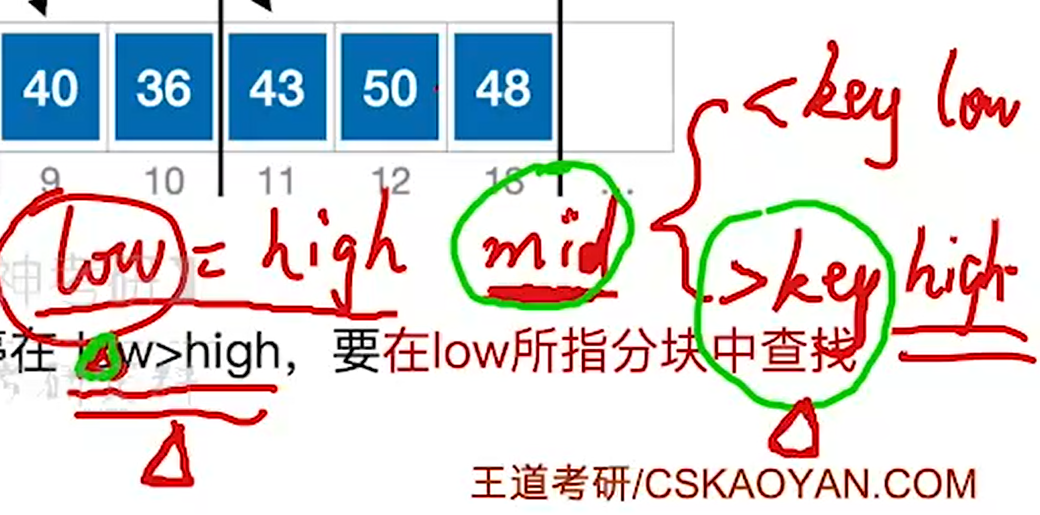 40 36 43 50 48
9 10 11 12 13 ...
<key low
low = high mid
>key high
在 low>high，要在low所指分块中查找
王道考研/CSKAOYAN.COM